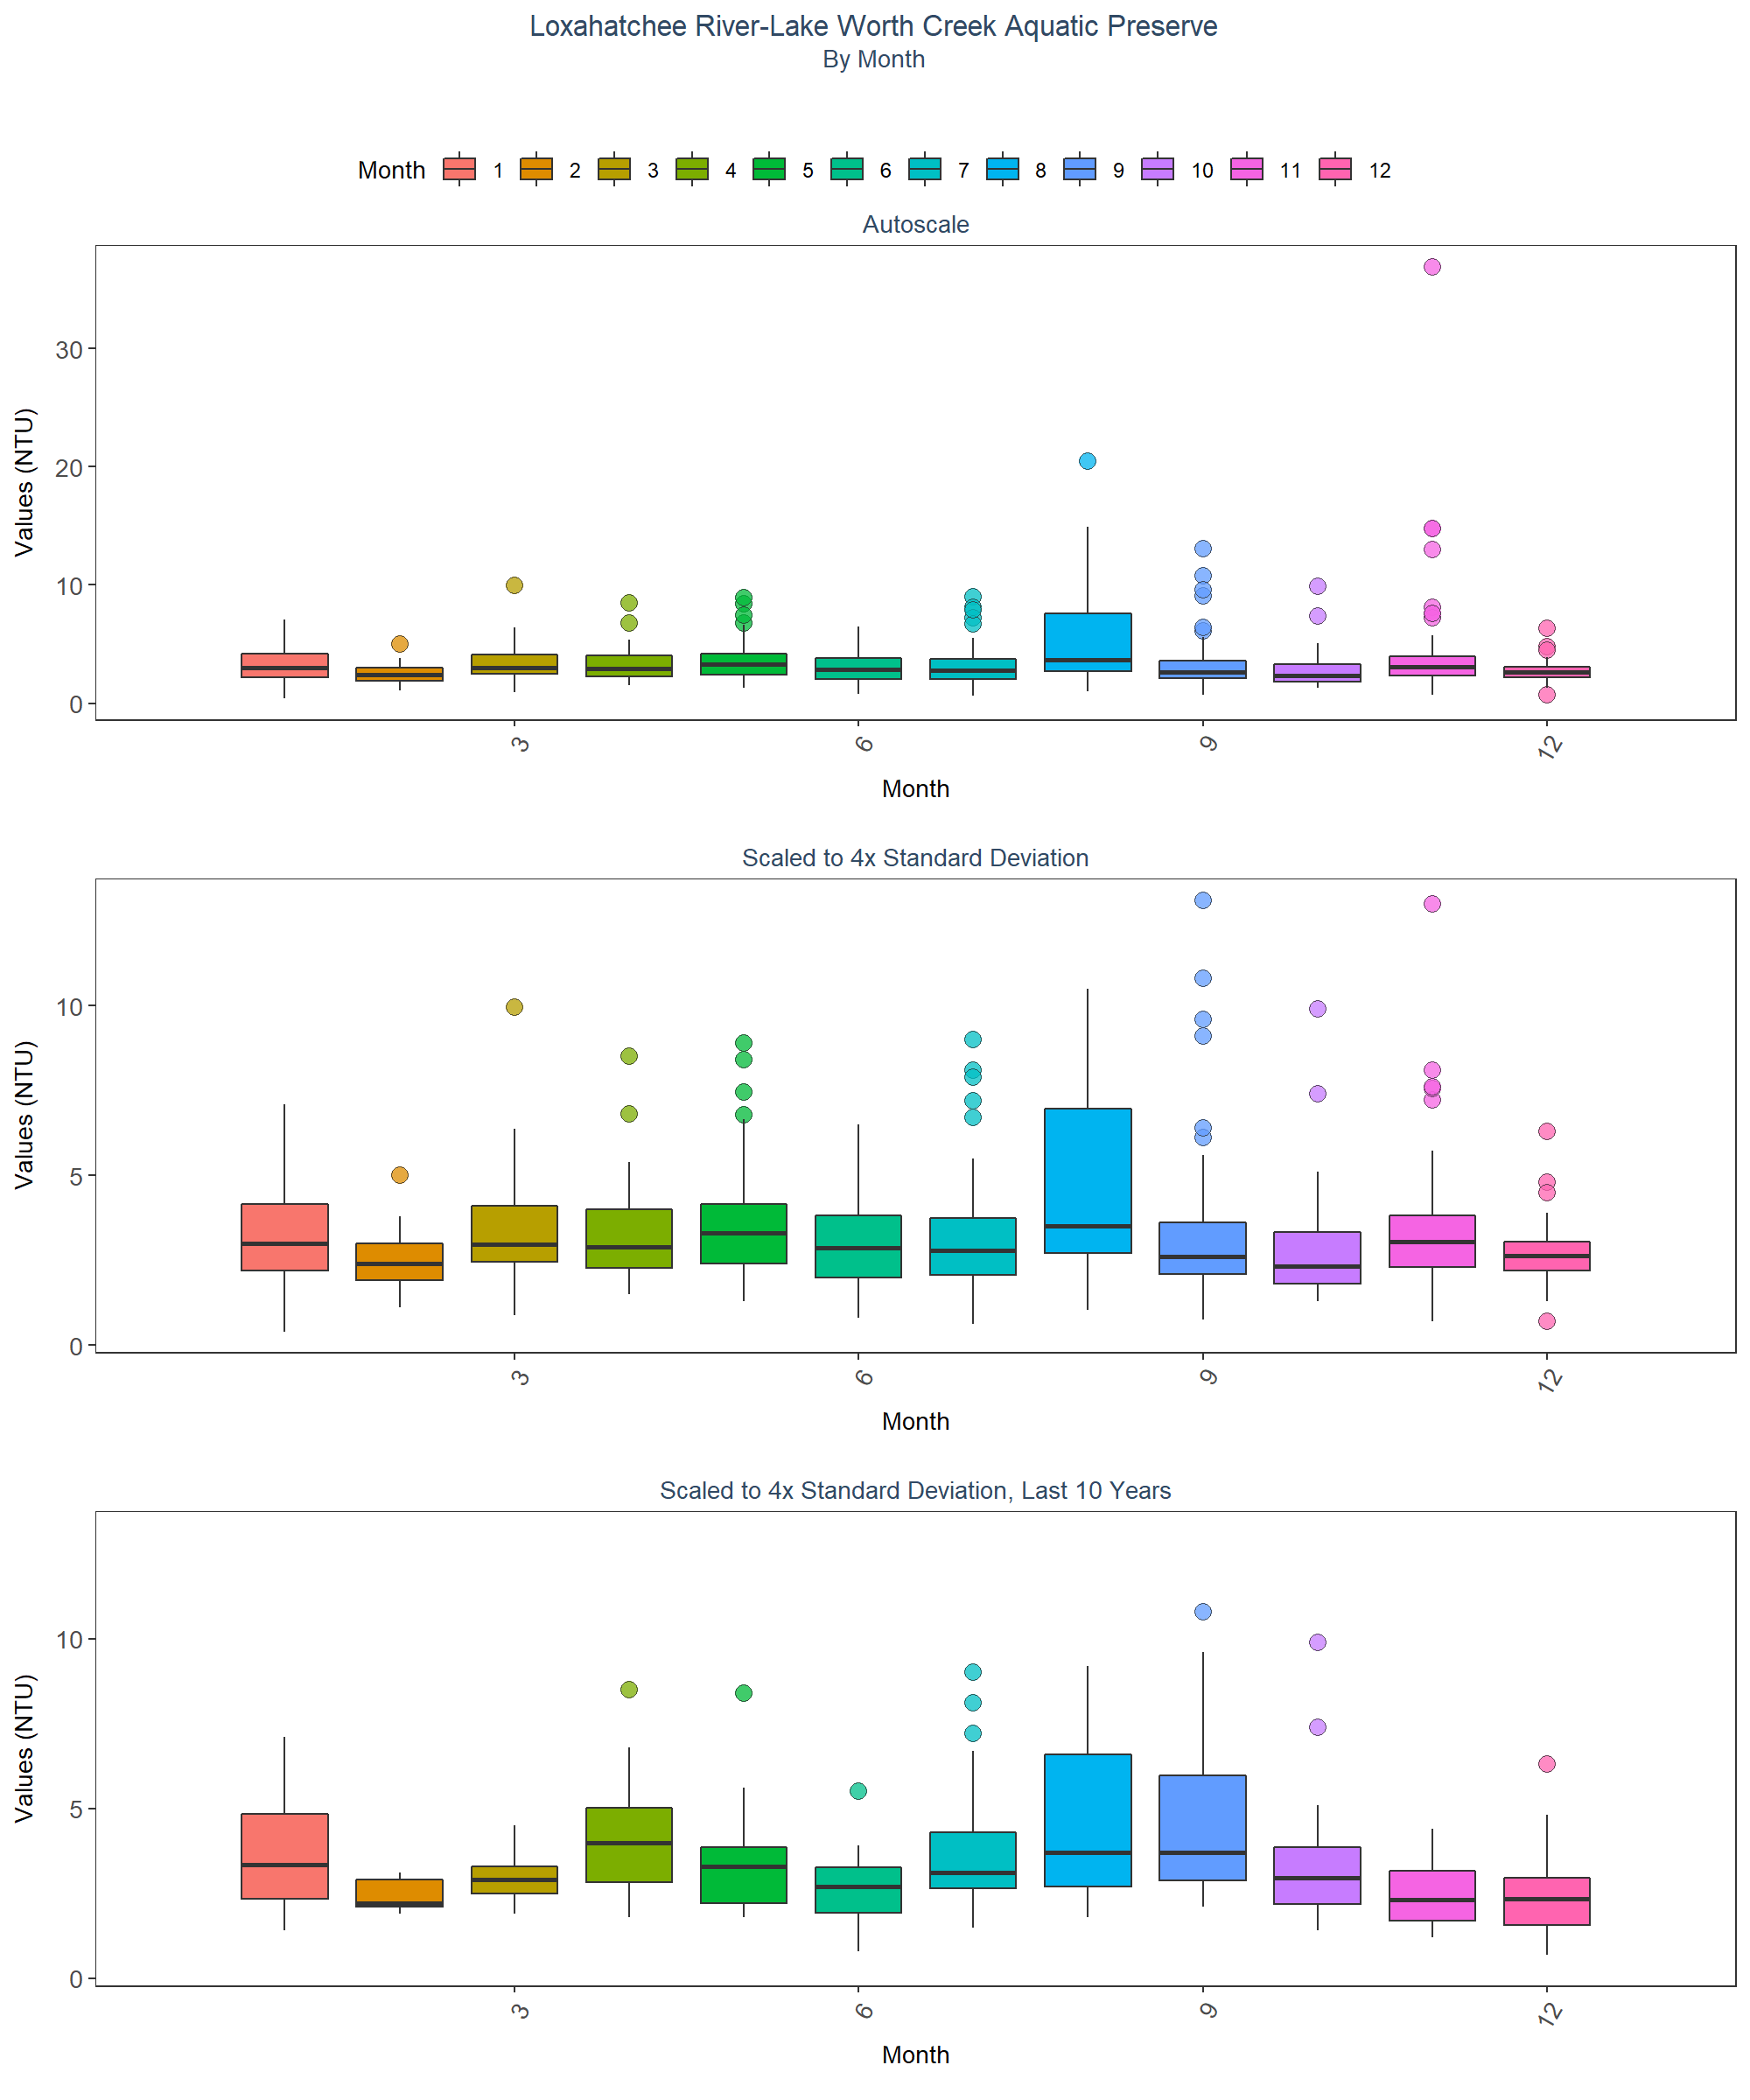 Loxahatchee River-Lake Worth Creek Aquatic Preserve
By Month
Month 1 2 3 4 5 6 7 8 9 10 11 12
Autoscale
Values (NTU)
30
20
10
0
3 6 9 12
Month
Scaled to 4x Standard Deviation
Values (NTU)
10
5
0
3 6 9 12
Month
Scaled to 4x Standard Deviation, Last 10 Years
Values (NTU)
10
5
0
3 6 9 12
Month